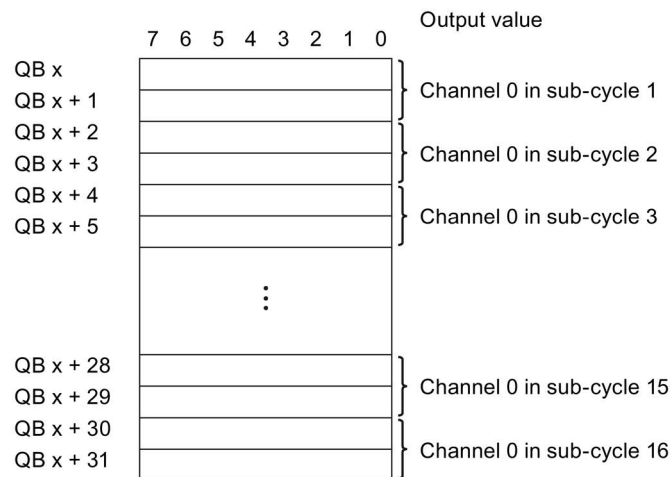 Output value
7 6 5 4 3 2 1 0
QB x
QB x + 1
Channel 0 in sub-cycle 1
QB x + 2
QB x + 3
Channel 0 in sub-cycle 2
QB x + 4
QB x + 5
Channel 0 in sub-cycle 3
QB x + 28
QB x + 29
Channel 0 in sub-cycle 15
QB x + 30
QB x + 31
Channel 0 in sub-cycle 16